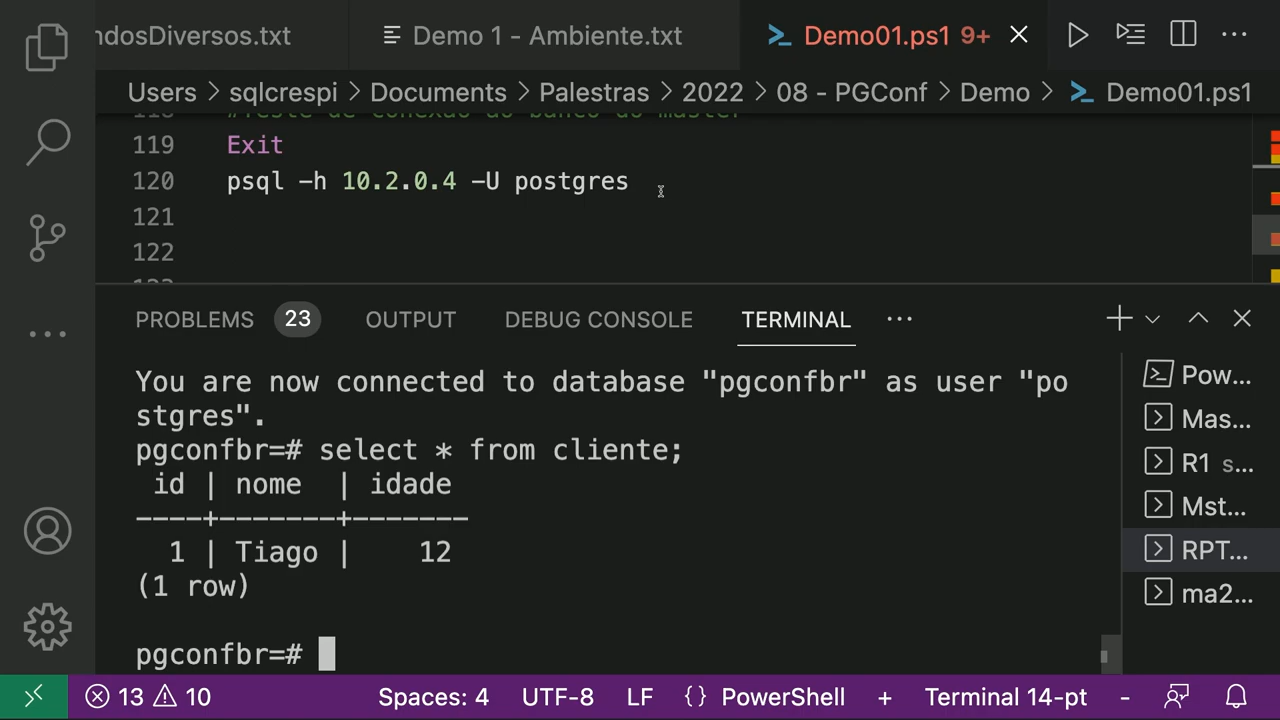 ndosDiversos.txt
Demo 1 - Ambiente.txt
Demo01.ps1 9+
Users > sqlcrespi > Documents > Palestras > 2022 > 08 - PGConf > Demo > Demo01.ps1
119 Exit
120 psql -h 10.2.0.4 -U postgres
121
122
PROBLEMS 23 OUTPUT DEBUG CONSOLE TERMINAL ...
You are now connected to database "pgconfbr" as user "po
stgres".
pgconfbr=# select * from cliente;
id | nome | idade
----+-------+-------
1 | Tiago | 12
(1 row)
pgconfbr=#
Pow...
Mas...
R1 s...
Mst...
RPT...
ma2...
13 10 Spaces: 4 UTF-8 LF {} PowerShell + Terminal 14-pt -